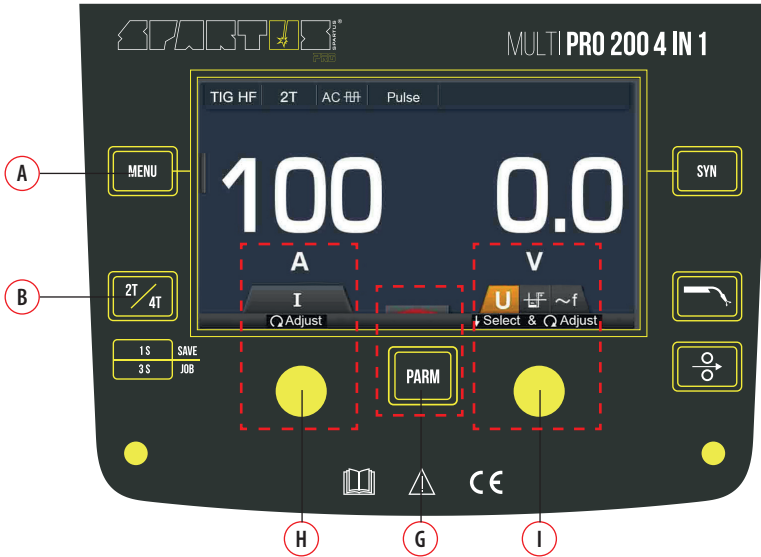 SPARTUS®
SPARTUS
PRO
MULTI PRO 200 4 IN 1
TIG HF 2T AC Pulse
MENU
SYN
100 0.0
A V
I U ~f
Adjust Select & Adjust
2T/4T
1 S SAVE
3 S JOB
PARM
CE
A
B
H
G
I